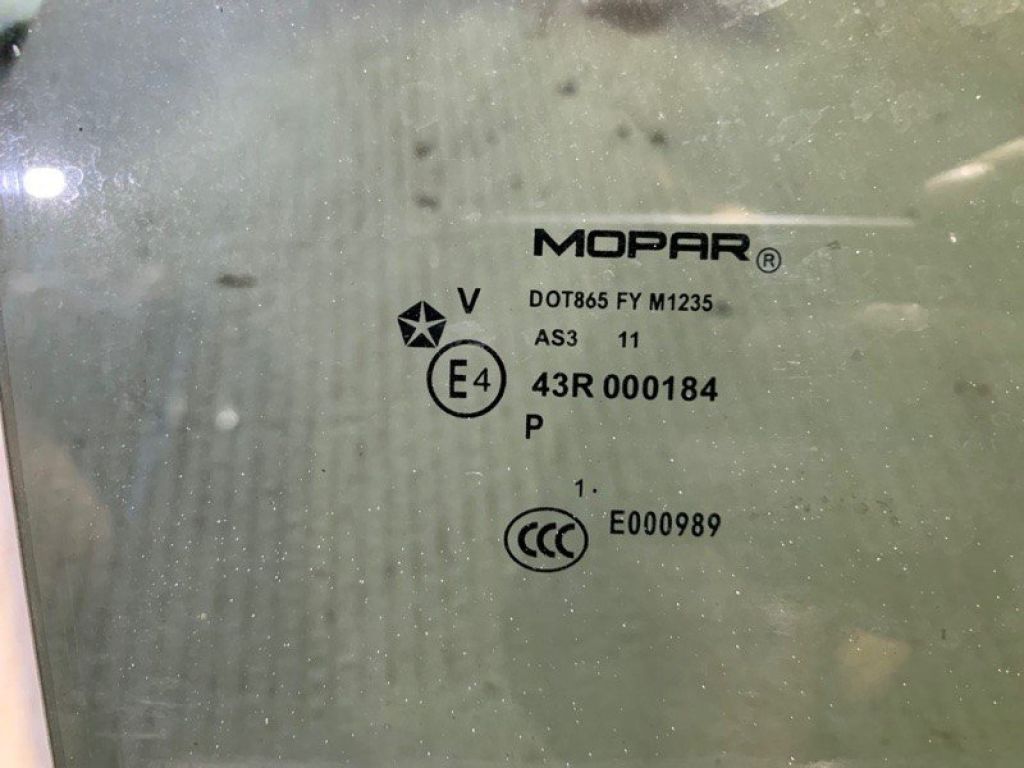 MOPAR®
V DOT865 FY M1235
AS3 11
E4 43R 000184
P
1.
CCC E000989